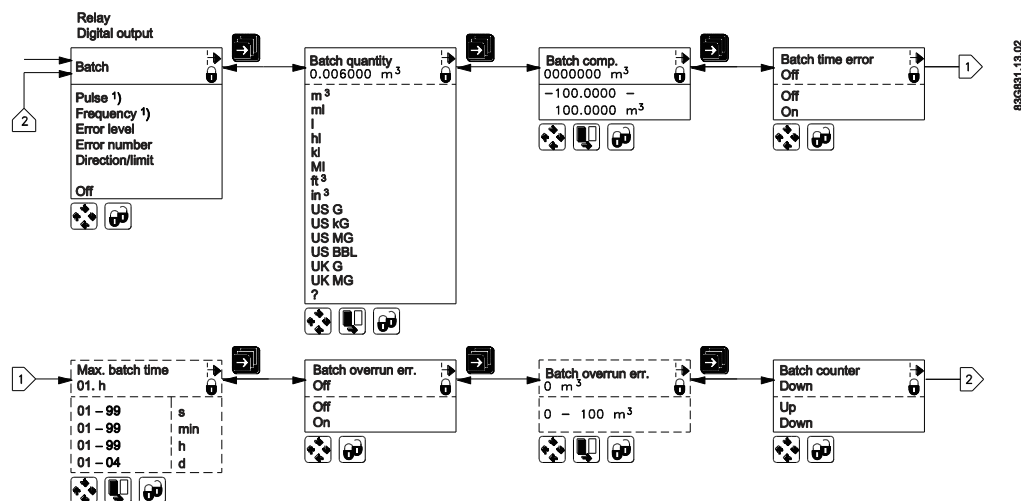 Relay
Digital output
Batch
Pulse 1)
Frequency 1)
Error level
Error number
Direction/limit
Off
2
Batch quantity
0.006000 m³
m³
ml
l
hl
kl
Ml
ft³
in³
US G
US kG
US MG
US BBL
UK G
UK MG
?
Batch comp.
0000000 m³
−100.0000 −
100.0000 m³
Batch time error
Off
Off
On
1
83G831.13.02
1
Max. batch time
01. h
01 – 99 s
01 – 99 min
01 – 99 h
01 – 04 d
Batch overrun err.
Off
Off
On
Batch overrun err.
0 m³
0 − 100 m³
Batch counter
Down
Up
Down
2